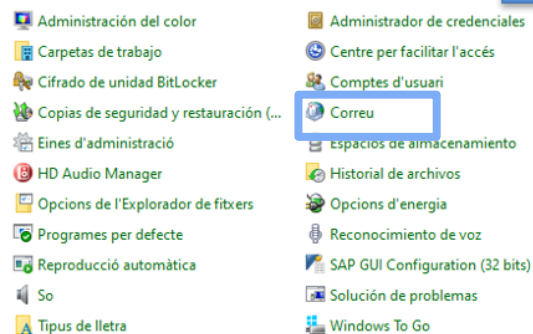 Administración del color
Carpetas de trabajo
Cifrado de unidad BitLocker
Copias de seguridad y restauración (...
Eines d'administració
HD Audio Manager
Opcions de l'Explorador de fitxers
Programes per defecte
Reproducció automàtica
So
Tipus de lletra
Administrador de credenciales
Centre per facilitar l'accés
Comptes d'usuari
Correu
Espacios de almacenamiento
Historial de archivos
Opcions d'energia
Reconocimiento de voz
SAP GUI Configuration (32 bits)
Solución de problemas
Windows To Go